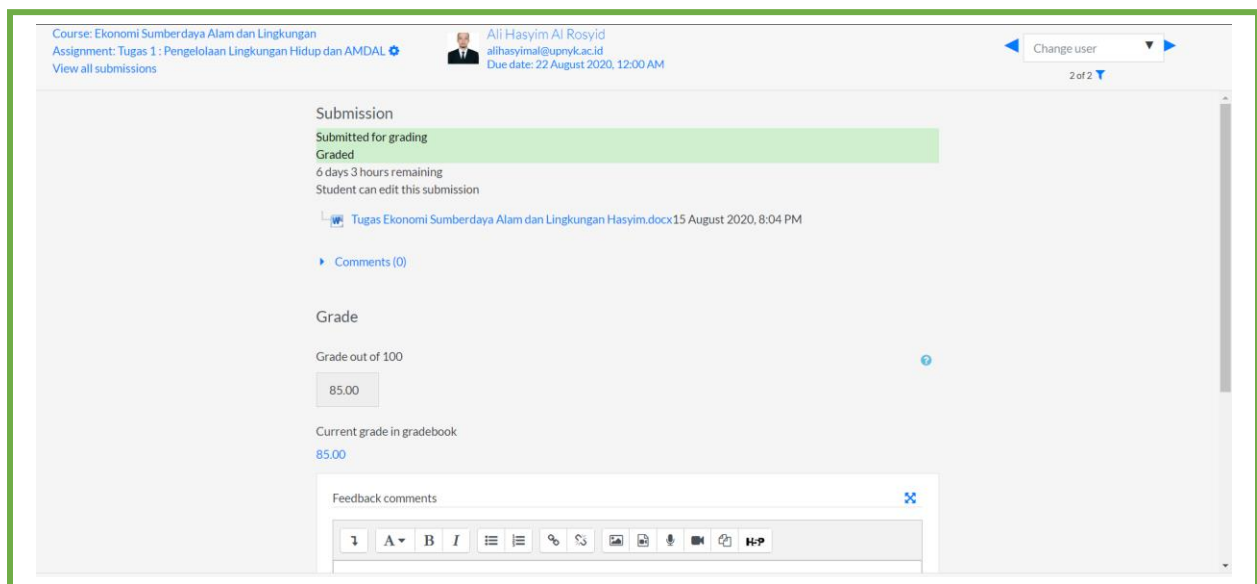 Course: Ekonomi Sumberdaya Alam dan Lingkungan
Assignment: Tugas 1 : Pengelolaan Lingkungan Hidup dan AMDAL
View all submissions
Ali Hasyim Al Rosyid
alihasyimal@upnyk.ac.id
Due date: 22 August 2020, 12:00 AM
Change user
2 of 2
Submission
Submitted for grading
Graded
6 days 3 hours remaining
Student can edit this submission
Tugas Ekonomi Sumberdaya Alam dan Lingkungan Hasyim.docx15 August 2020, 8:04 PM
Comments (0)
Grade
Grade out of 100
85.00
Current grade in gradebook
85.00
Feedback comments
A B I H5P